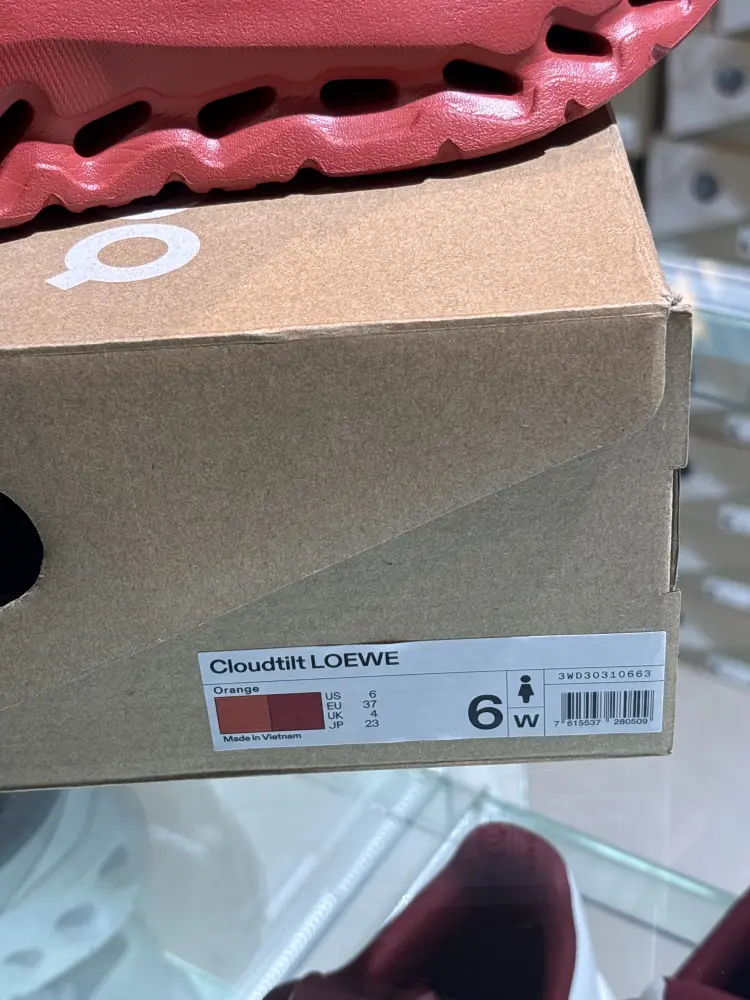 Cloudtilt LOEWE
Orange
US 6
EU 37
UK 4
JP 23
Made in Vietnam
6
W
3WD30310663
7 615537 280509